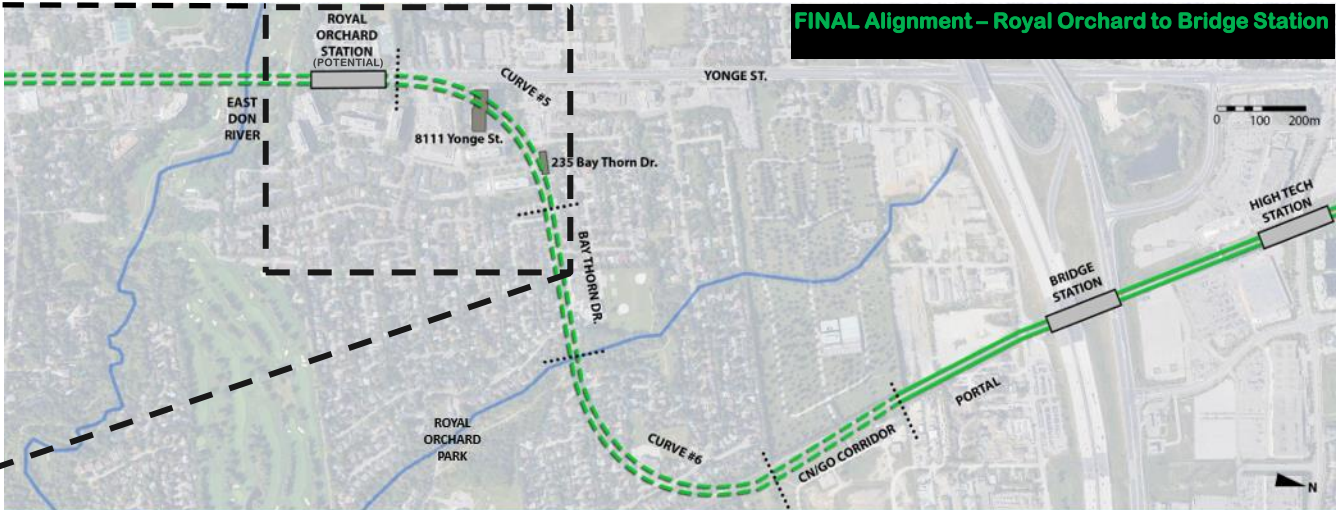 FINAL Alignment – Royal Orchard to Bridge Station
ROYAL
ORCHARD
STATION
(POTENTIAL)
CURVE #5
YONGE ST.
EAST
DON
RIVER
8111 Yonge St.
235 Bay Thorn Dr.
0 100 200m
HIGH TECH
STATION
BAY THORN DR.
BRIDGE
STATION
PORTAL
ROYAL
ORCHARD
PARK
CURVE #6
CN/GO CORRIDOR
N